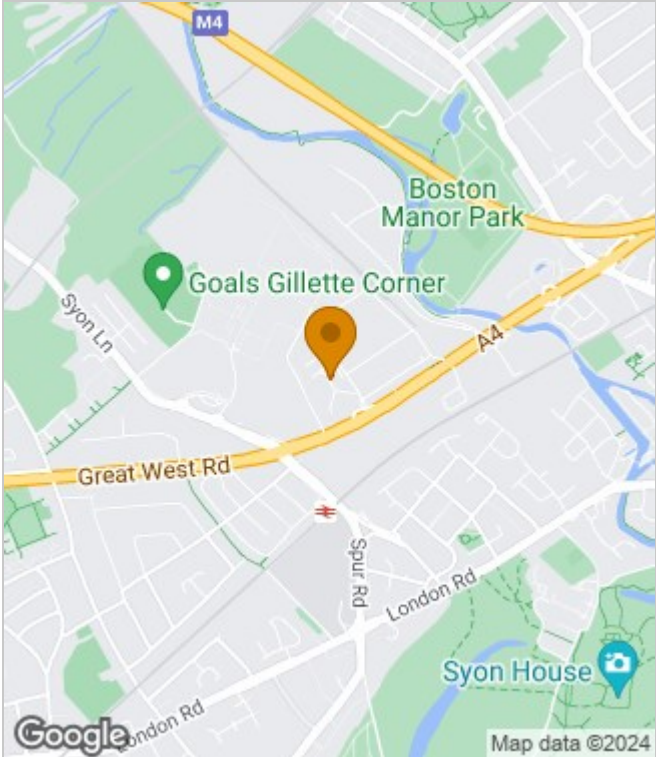 M4
Boston
Manor Park
Goals Gillette Corner
Syon Ln
A4
Great West Rd
Spur Rd
London Rd
Syon House
London Rd
Google
Map data ©2024